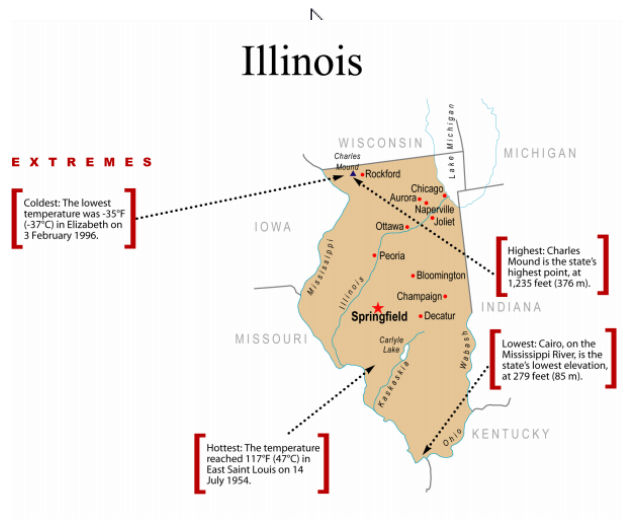 Illinois
EXTREMES
Coldest: The lowest
temperature was -35°F
(-37°C) in Elizabeth on
3 February 1996.
WISCONSIN
Lake Michigan
MICHIGAN
Charles
Mound
Rockford
Chicago
Aurora
Naperville
Joliet
IOWA
Ottawa
Mississippi
Peoria
Highest: Charles
Mound is the state's
highest point, at
1,235 feet (376 m).
Bloomington
Illinois
Champaign
INDIANA
Springfield
Decatur
MISSOURI
Carlyle
Lake
Wabash
Lowest: Cairo, on the
Mississippi River, is the
state's lowest elevation,
at 279 feet (85 m).
Kaskaskia
Ohio
KENTUCKY
Hottest: The temperature
reached 117°F (47°C) in
East Saint Louis on 14
July 1954.